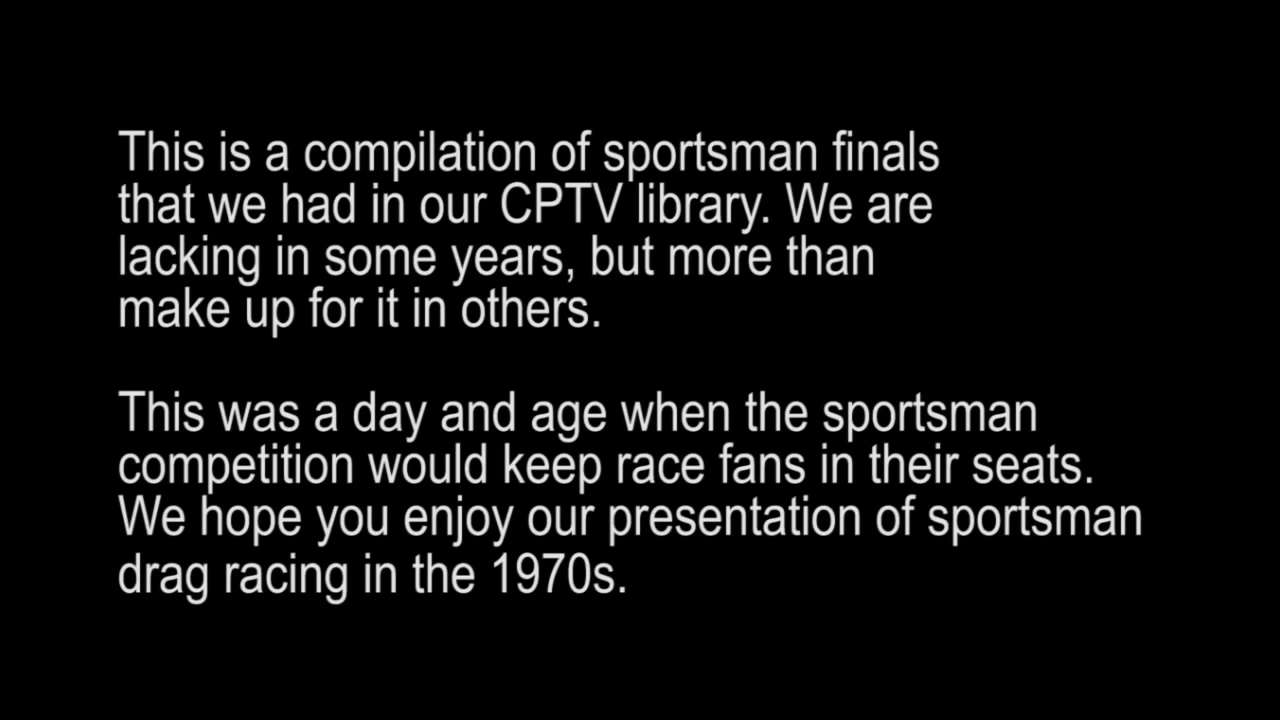 This is a compilation of sportsman finals
that we had in our CPTV library. We are
lacking in some years, but more than
make up for it in others.
This was a day and age when the sportsman
competition would keep race fans in their seats.
We hope you enjoy our presentation of sportsman
drag racing in the 1970s.